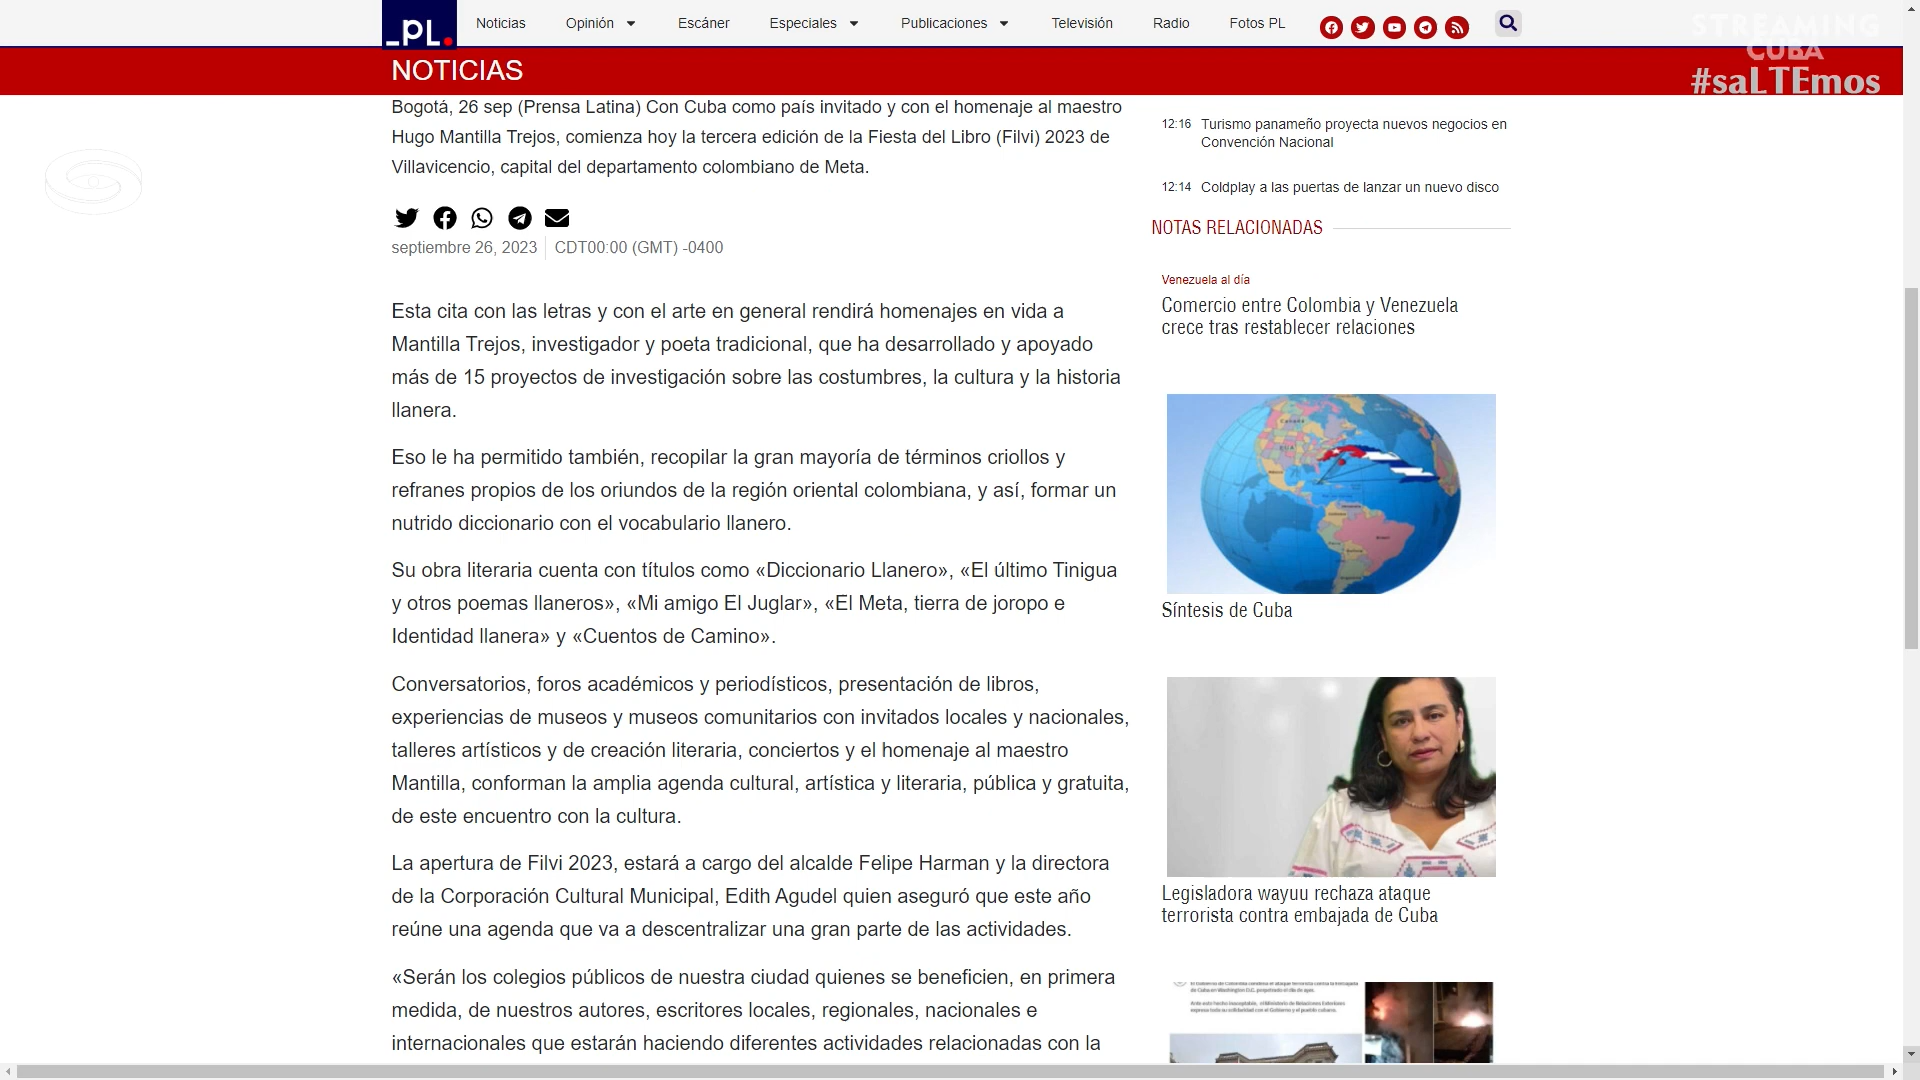 _PL.
Noticias
Opinión
Escáner
Especiales
Publicaciones
Televisión
Radio
Fotos PL
STREAMING
CUBA
#saLTEmos
NOTICIAS
Bogotá, 26 sep (Prensa Latina) Con Cuba como país invitado y con el homenaje al maestro
Hugo Mantilla Trejos, comienza hoy la tercera edición de la Fiesta del Libro (Filvi) 2023 de
Villavicencio, capital del departamento colombiano de Meta.
septiembre 26, 2023
CDT00:00 (GMT) -0400
Esta cita con las letras y con el arte en general rendirá homenajes en vida a
Mantilla Trejos, investigador y poeta tradicional, que ha desarrollado y apoyado
más de 15 proyectos de investigación sobre las costumbres, la cultura y la historia
llanera.
Eso le ha permitido también, recopilar la gran mayoría de términos criollos y
refranes propios de los oriundos de la región oriental colombiana, y así, formar un
nutrido diccionario con el vocabulario llanero.
Su obra literaria cuenta con títulos como «Diccionario Llanero», «El último Tinigua
y otros poemas llaneros», «Mi amigo El Juglar», «El Meta, tierra de joropo e
Identidad llanera» y «Cuentos de Camino».
Conversatorios, foros académicos y periodísticos, presentación de libros,
experiencias de museos y museos comunitarios con invitados locales y nacionales,
talleres artísticos y de creación literaria, conciertos y el homenaje al maestro
Mantilla, conforman la amplia agenda cultural, artística y literaria, pública y gratuita,
de este encuentro con la cultura.
La apertura de Filvi 2023, estará a cargo del alcalde Felipe Harman y la directora
de la Corporación Cultural Municipal, Edith Agudel quien aseguró que este año
reúne una agenda que va a descentralizar una gran parte de las actividades.
«Serán los colegios públicos de nuestra ciudad quienes se beneficien, en primera
medida, de nuestros autores, escritores locales, regionales, nacionales e
internacionales que estarán haciendo diferentes actividades relacionadas con la
12:16 Turismo panameño proyecta nuevos negocios en
Convención Nacional
12:14 Coldplay a las puertas de lanzar un nuevo disco
NOTAS RELACIONADAS
Venezuela al día
Comercio entre Colombia y Venezuela
crece tras restablecer relaciones
Canada
Brasil
Síntesis de Cuba
Legisladora wayuu rechaza ataque
terrorista contra embajada de Cuba